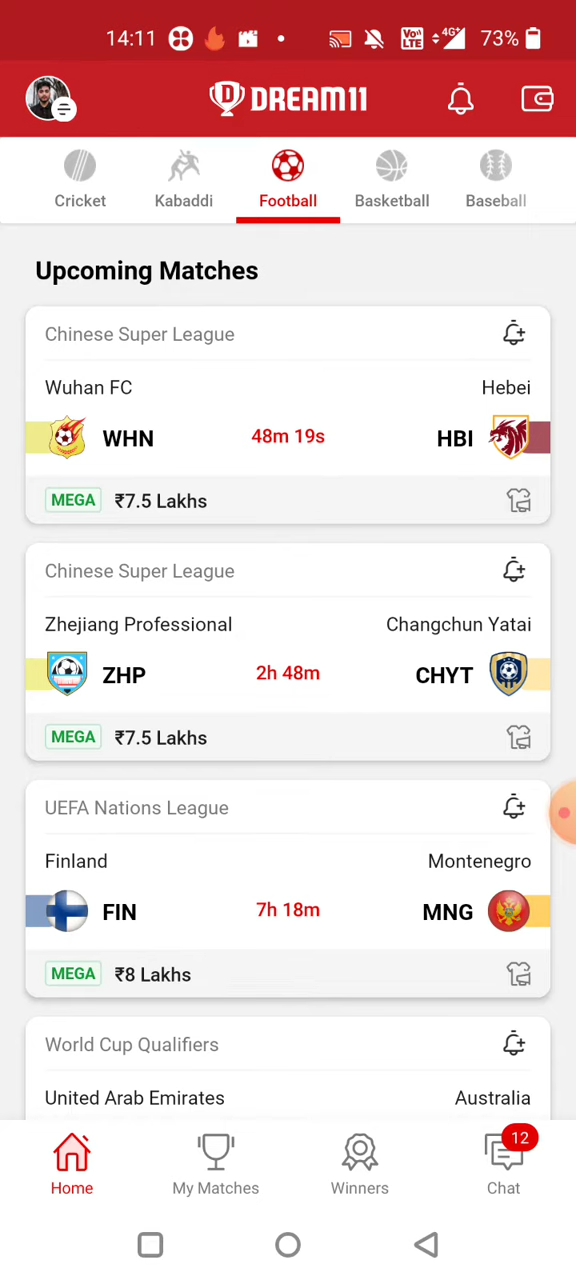 14:11 VoD LTE 4G+ 73%
DREAM11
Cricket Kabaddi Football Basketball Baseball
Upcoming Matches
Chinese Super League
Wuhan FC Hebei
WHN 48m 19s HBI
MEGA ₹7.5 Lakhs
Chinese Super League
Zhejiang Professional Changchun Yatai
ZHP 2h 48m CHYT
MEGA ₹7.5 Lakhs
UEFA Nations League
Finland Montenegro
FIN 7h 18m MNG
MEGA ₹8 Lakhs
World Cup Qualifiers
United Arab Emirates Australia
12
Home My Matches Winners Chat